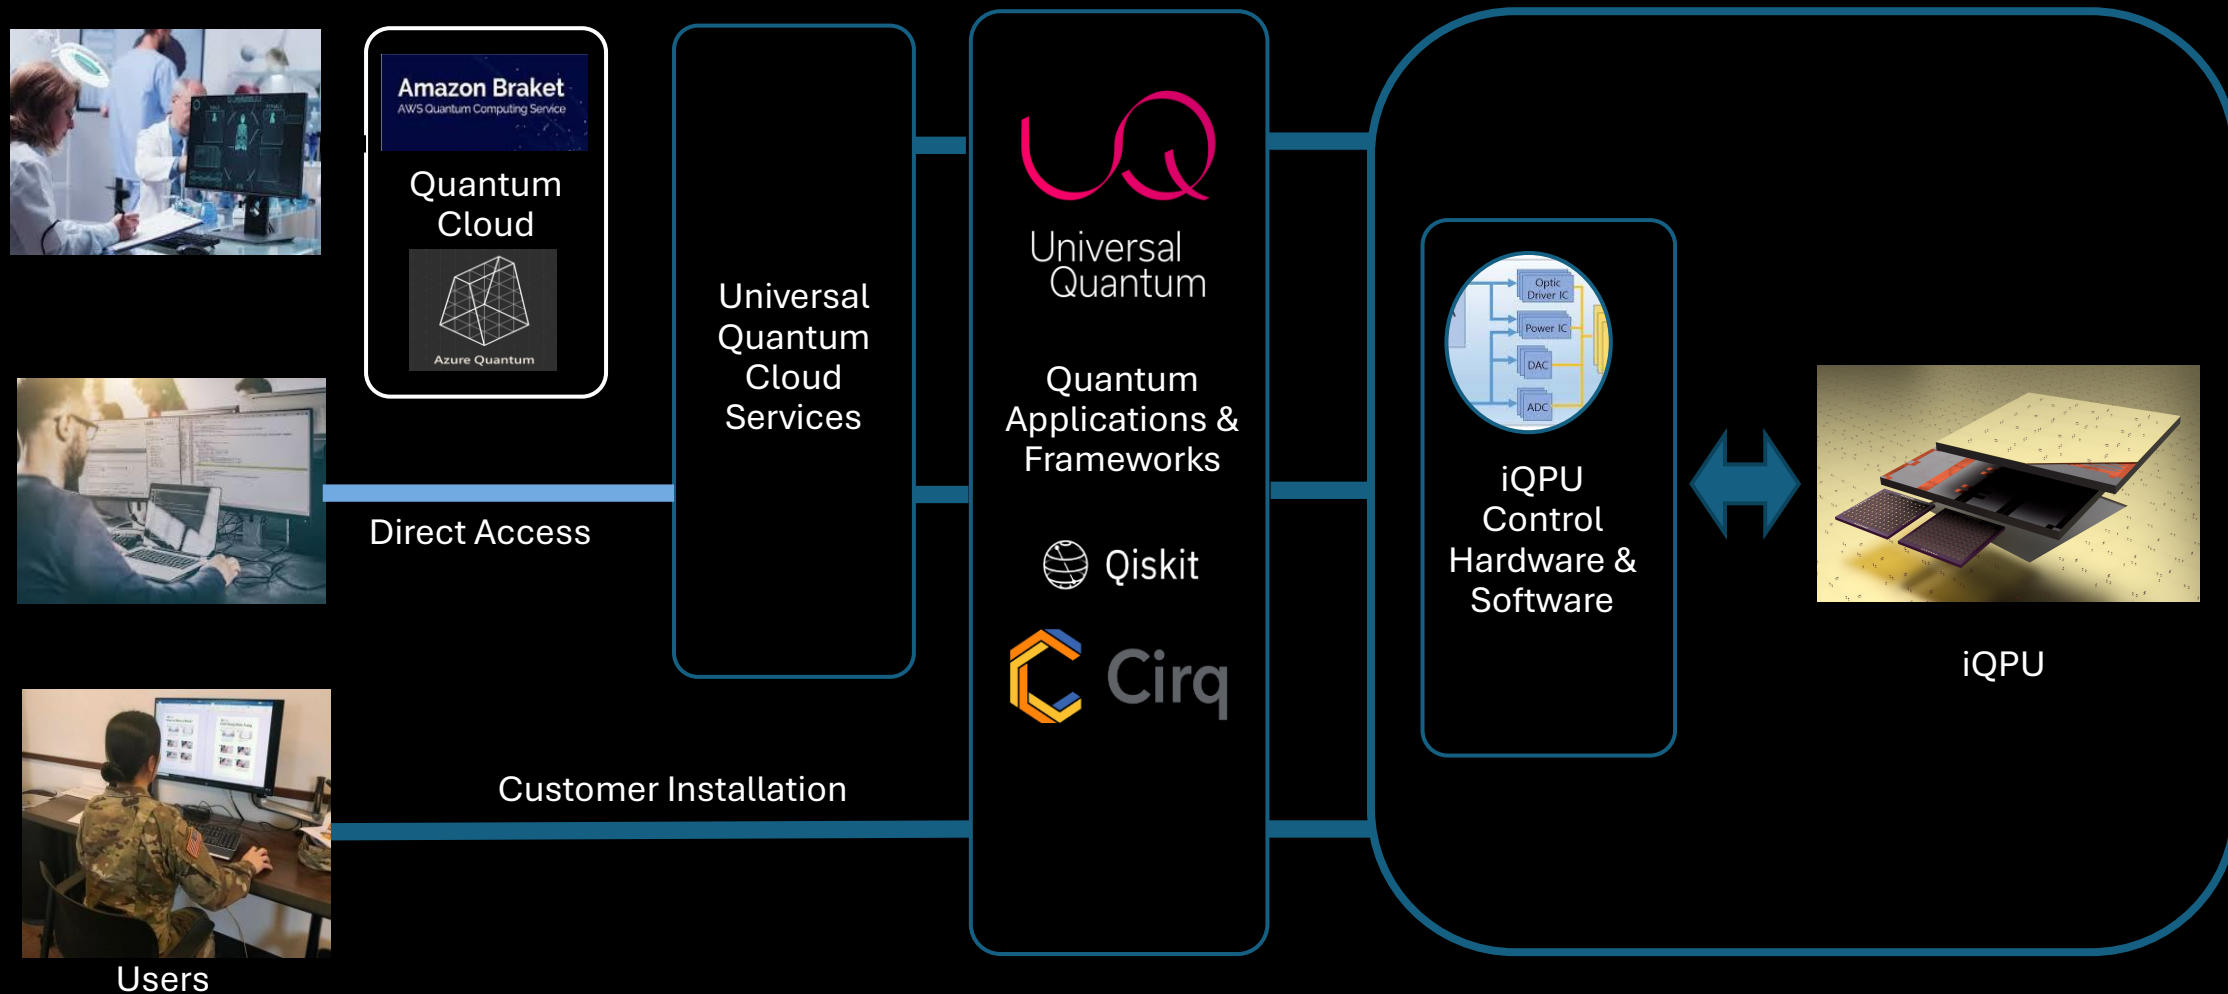 Amazon Braket
AWS Quantum Computing Service
Quantum
Cloud
Azure Quantum
Direct Access
Customer Installation
Users
Universal
Quantum
Cloud
Services
UQ
Universal
Quantum
Quantum
Applications &
Frameworks
Qiskit
Cirq
Optic
Driver IC
Power IC
DAC
ADC
iQPU
Control
Hardware &
Software
iQPU